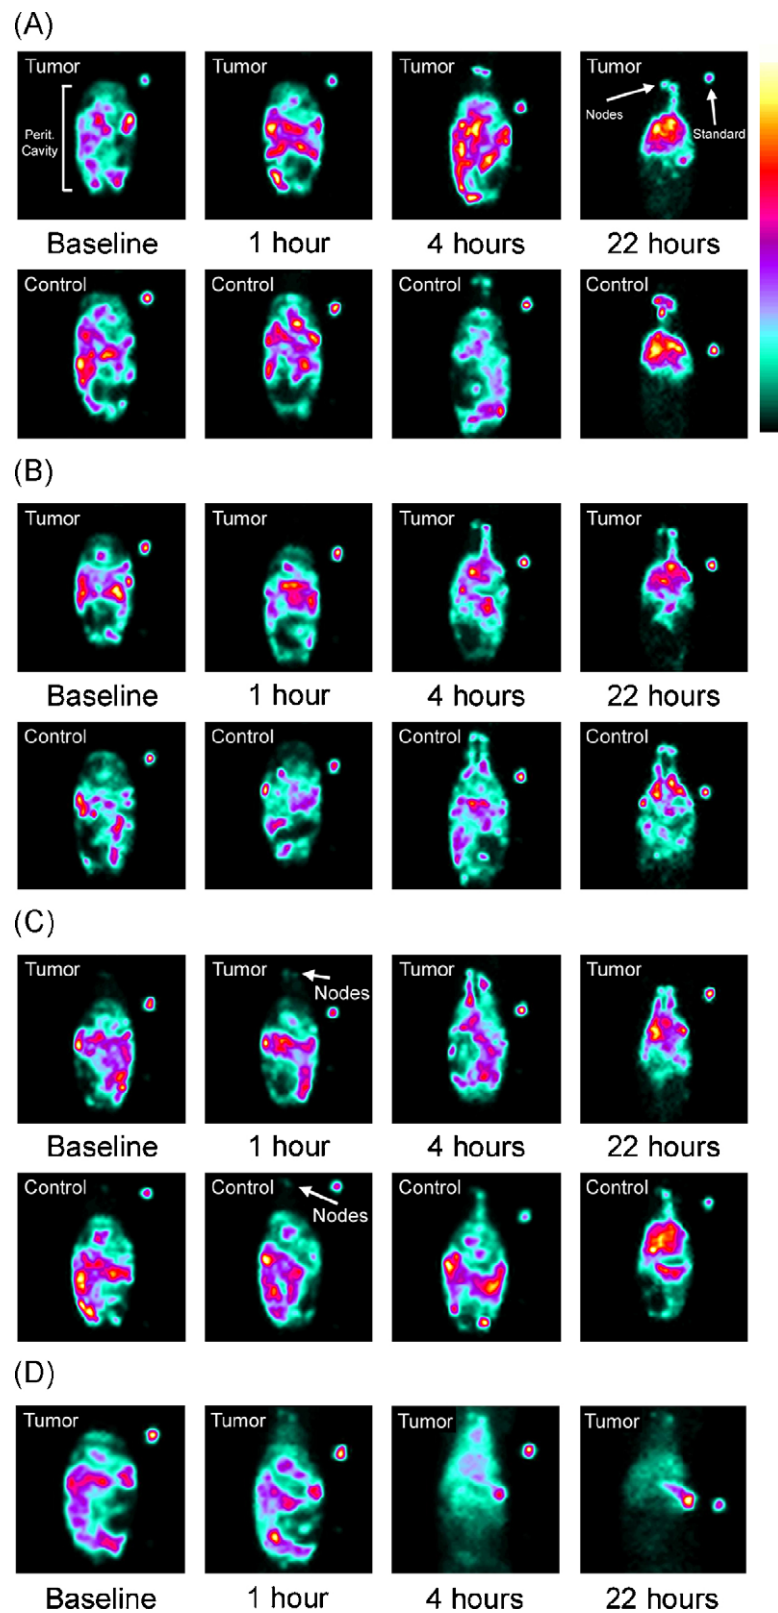 (A)
Tumor
Tumor
Tumor
Tumor
Perit.
Cavity
Nodes
Standard
Baseline
1 hour
4 hours
22 hours
Control
Control
Control
Control
(B)
Tumor
Tumor
Tumor
Tumor
Baseline
1 hour
4 hours
22 hours
Control
Control
Control
Control
(C)
Tumor
Tumor
Tumor
Tumor
Nodes
Baseline
1 hour
4 hours
22 hours
Control
Control
Control
Control
Nodes
(D)
Tumor
Tumor
Tumor
Tumor
Baseline
1 hour
4 hours
22 hours